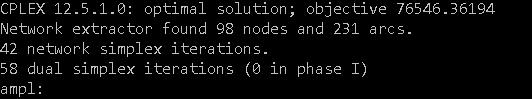 CPLEX 12.5.1.0: optimal solution; objective 76546.36194
Network extractor found 98 nodes and 231 arcs.
42 network simplex iterations.
58 dual simplex iterations (0 in phase I)
ampl: